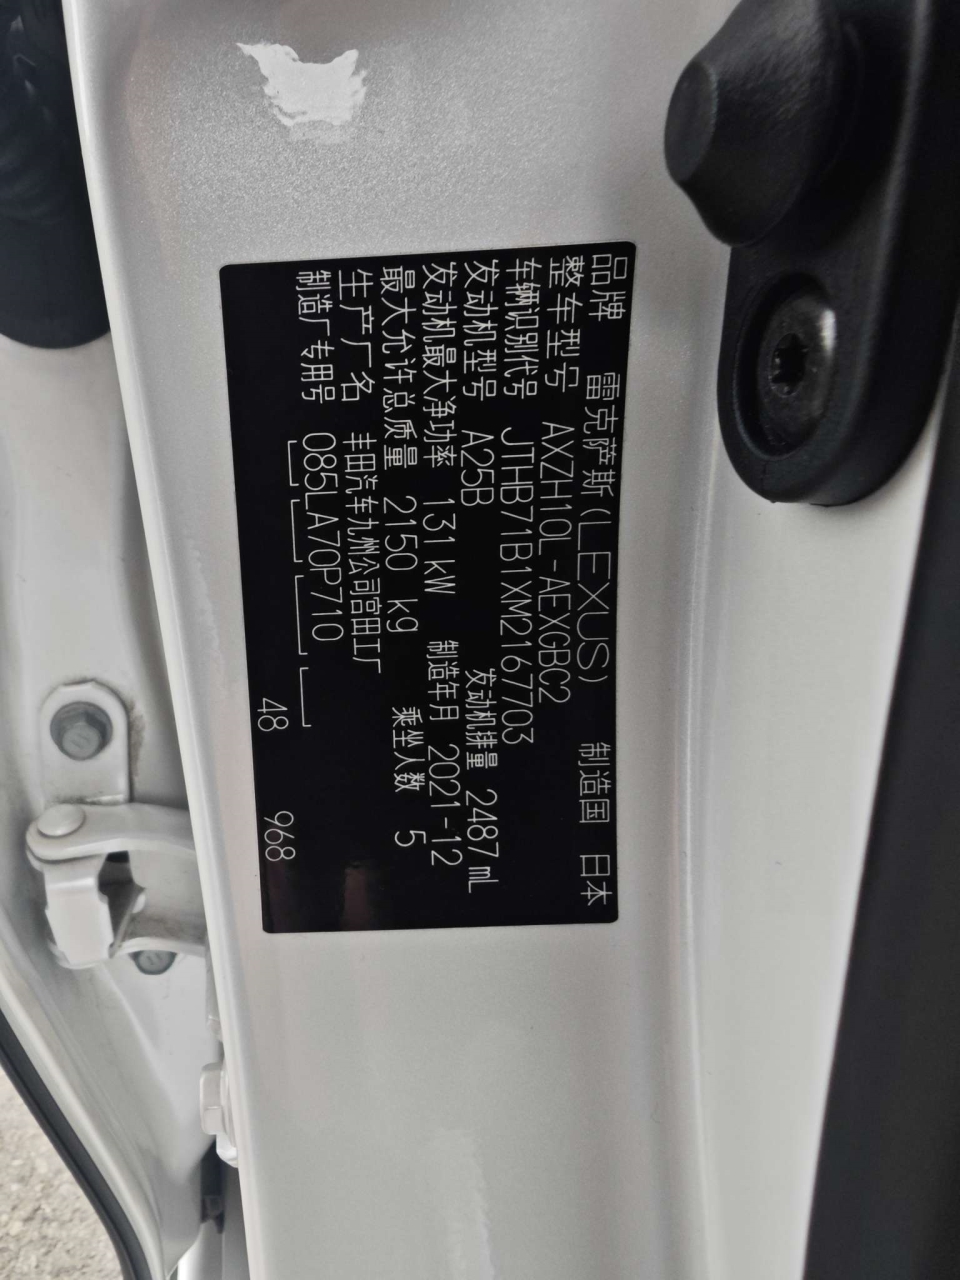 品牌 雷克萨斯(LEXUS) 制造国 日本
整车型号 AXZH10L-AEXGBC2
车辆识别代号 JTHB71B1XM2167703
发动机型号 A25B 发动机排量 2487 mL
发动机最大净功率 131 kW 制造年月 2021-12
最大允许总质量 2150 kg 乘坐人数 5
生产厂名 丰田汽车九州公司宫田工厂
制造厂专用号 085LA70P710
48 968